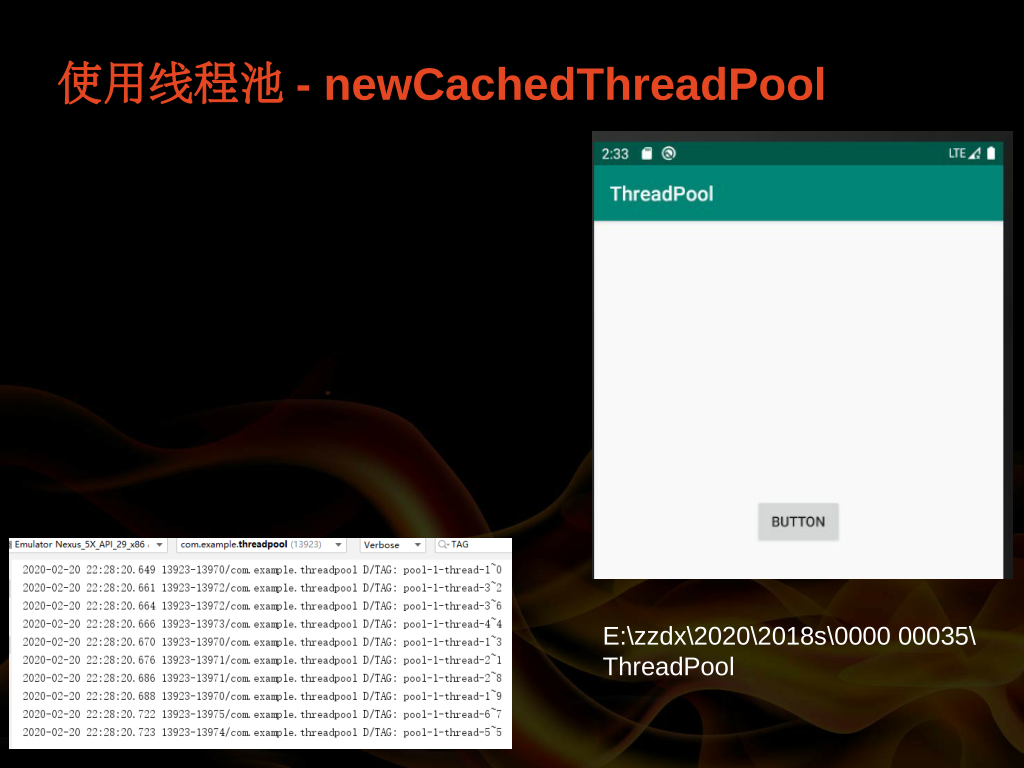 使用线程池 - newCachedThreadPool
2:33
LTE
ThreadPool
BUTTON
Emulator Nexus_5X_API_29_x86 com.example.threadpool (13923) Verbose TAG
2020-02-20 22:28:20.649 13923-13970/com.example.threadpool D/TAG: pool-1-thread-1~0
2020-02-20 22:28:20.661 13923-13972/com.example.threadpool D/TAG: pool-1-thread-3~2
2020-02-20 22:28:20.664 13923-13972/com.example.threadpool D/TAG: pool-1-thread-3~6
2020-02-20 22:28:20.666 13923-13973/com.example.threadpool D/TAG: pool-1-thread-4~4
2020-02-20 22:28:20.670 13923-13970/com.example.threadpool D/TAG: pool-1-thread-1~3
2020-02-20 22:28:20.676 13923-13971/com.example.threadpool D/TAG: pool-1-thread-2~1
2020-02-20 22:28:20.686 13923-13971/com.example.threadpool D/TAG: pool-1-thread-2~8
2020-02-20 22:28:20.688 13923-13970/com.example.threadpool D/TAG: pool-1-thread-1~9
2020-02-20 22:28:20.722 13923-13975/com.example.threadpool D/TAG: pool-1-thread-6~7
2020-02-20 22:28:20.723 13923-13974/com.example.threadpool D/TAG: pool-1-thread-5~5
E:\zzdx\2020\2018s\0000 00035\
ThreadPool